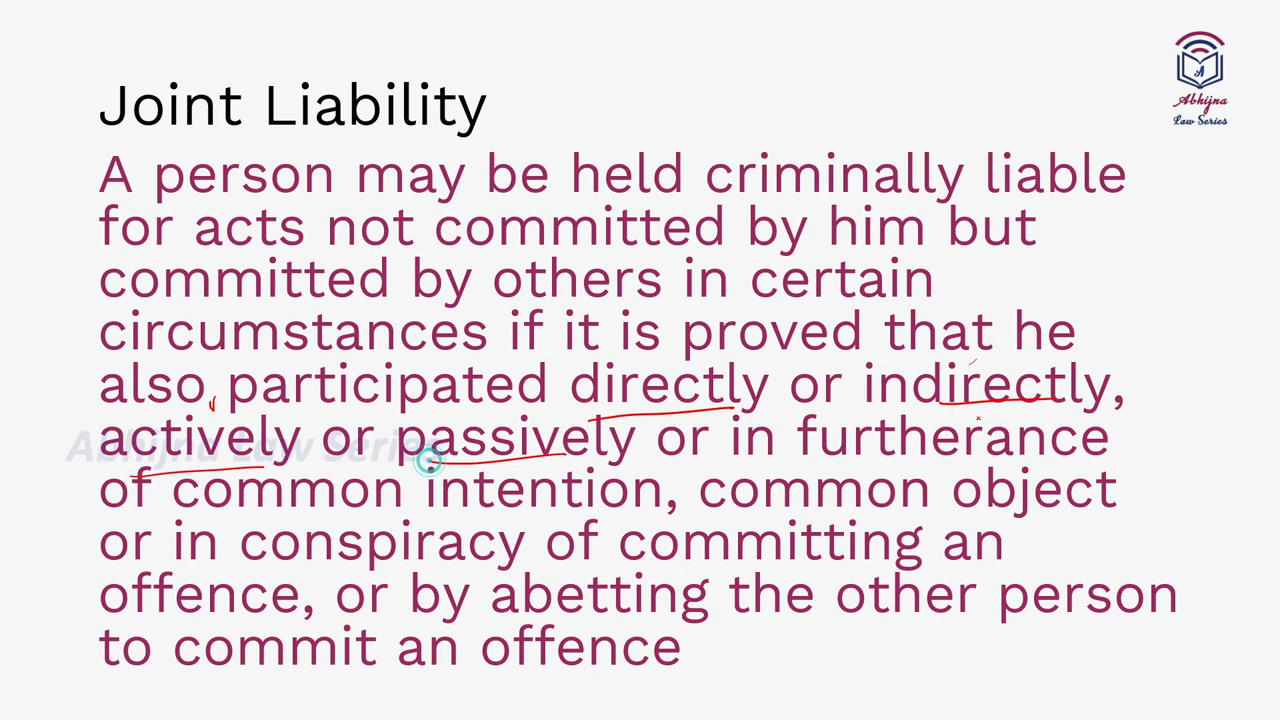 Abhijna
Law Series
Joint Liability
A person may be held criminally liable
for acts not committed by him but
committed by others in certain
circumstances if it is proved that he
also participated directly or indirectly,
actively or passively or in furtherance
Abhijna Law Series
of common intention, common object
or in conspiracy of committing an
offence, or by abetting the other person
to commit an offence